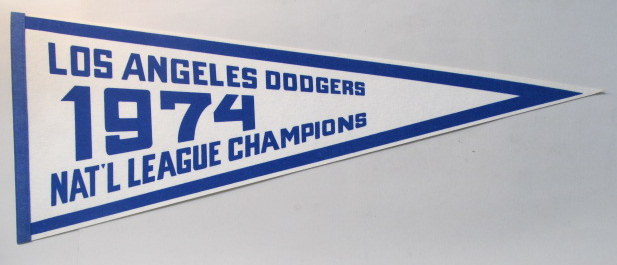 LOS ANGELES DODGERS
1974
NAT'L LEAGUE CHAMPIONS